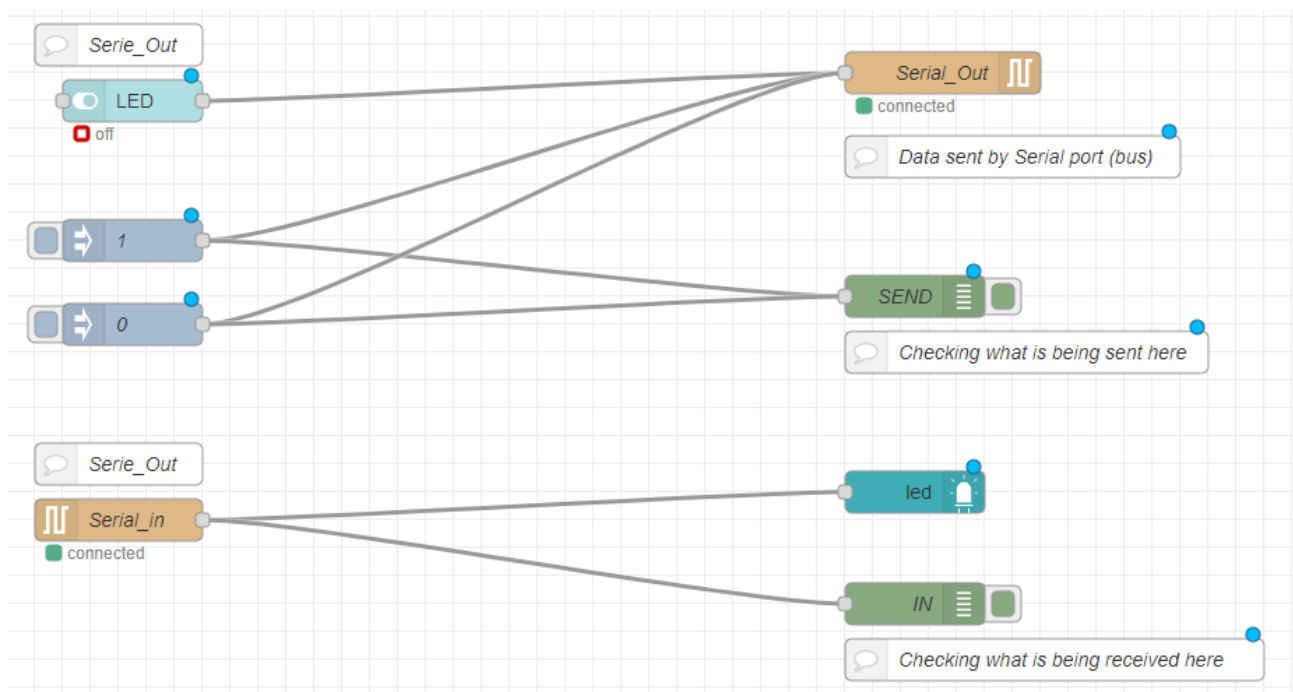 Serie_Out
LED
off
Serial_Out
connected
Data sent by Serial port (bus)
1
0
SEND
Checking what is being sent here
Serie_Out
Serial_in
connected
led
IN
Checking what is being received here